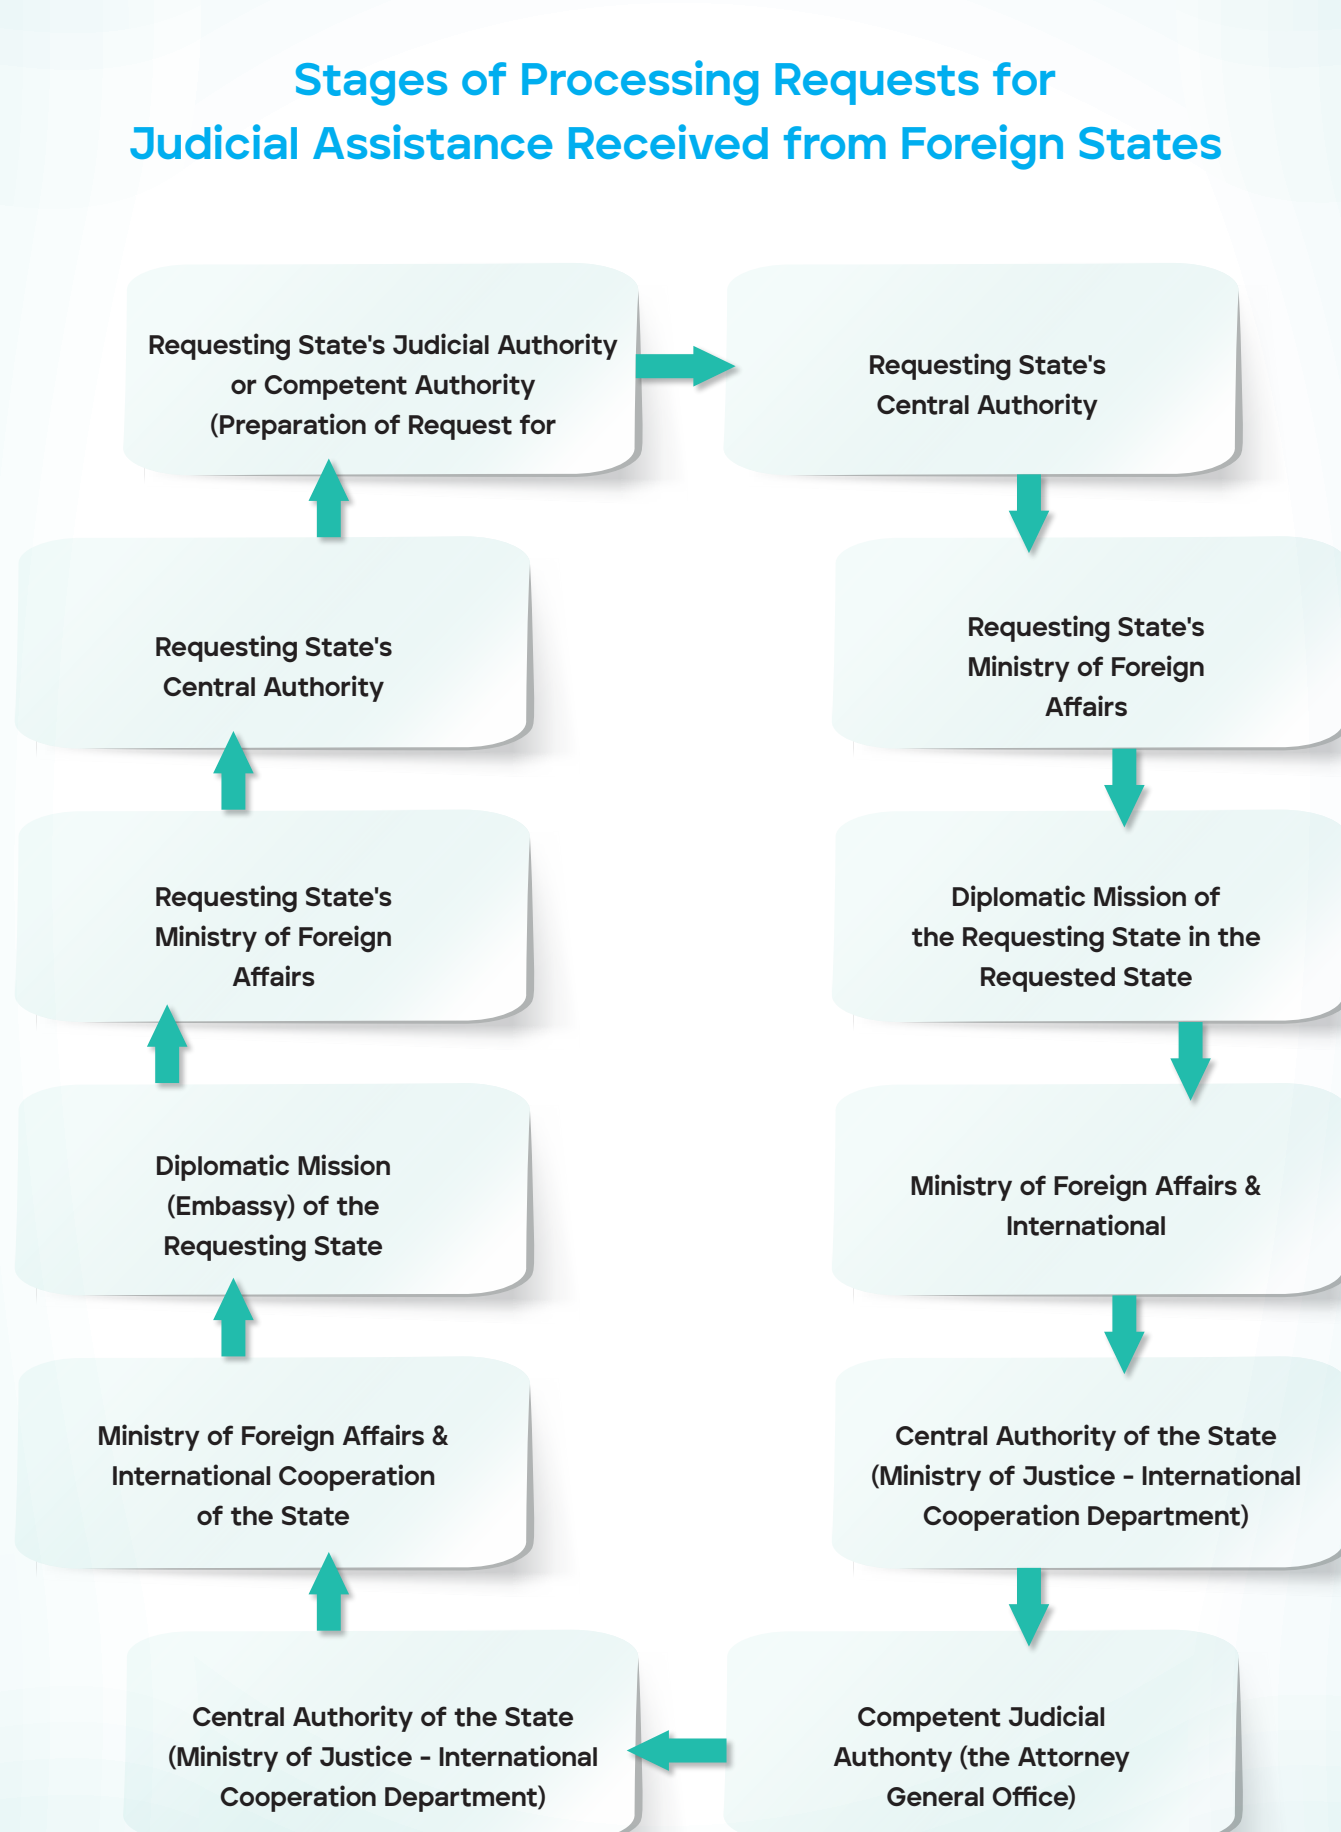 Stages of Processing Requests for
Judicial Assistance Received from Foreign States
Requesting State's Judicial Authority
or Competent Authority
(Preparation of Request for
Requesting State's
Central Authority
Requesting State's
Ministry of Foreign
Affairs
Diplomatic Mission of
the Requesting State in the
Requested State
Ministry of Foreign Affairs &
International
Central Authority of the State
(Ministry of Justice - International
Cooperation Department)
Competent Judicial
Authonty (the Attorney
General Office)
Central Authority of the State
(Ministry of Justice - International
Cooperation Department)
Ministry of Foreign Affairs &
International Cooperation
of the State
Diplomatic Mission
(Embassy) of the
Requesting State
Requesting State's
Ministry of Foreign
Affairs
Requesting State's
Central Authority